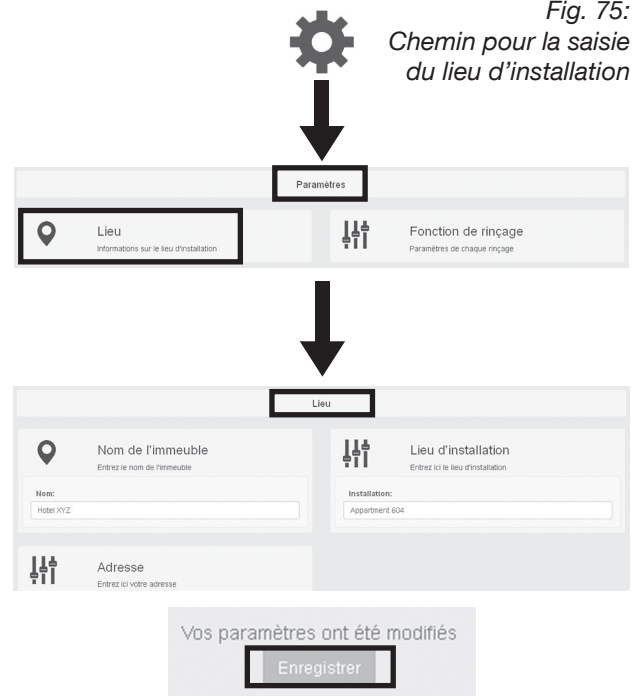 Fig. 75:
Chemin pour la saisie
du lieu d'installation
Paramètres
Lieu
Informations sur le lieu d'installation
Fonction de rinçage
Paramètres de chaque rinçage
Lieu
Nom de l'immeuble
Entrez le nom de l'immeuble
Nom:
Hotel XYZ
Lieu d'installation
Entrez ici le lieu d'installation
Installation:
Appartment 604
Adresse
Entrez ici votre adresse
Vos paramètres ont été modifiés
Enregistrer